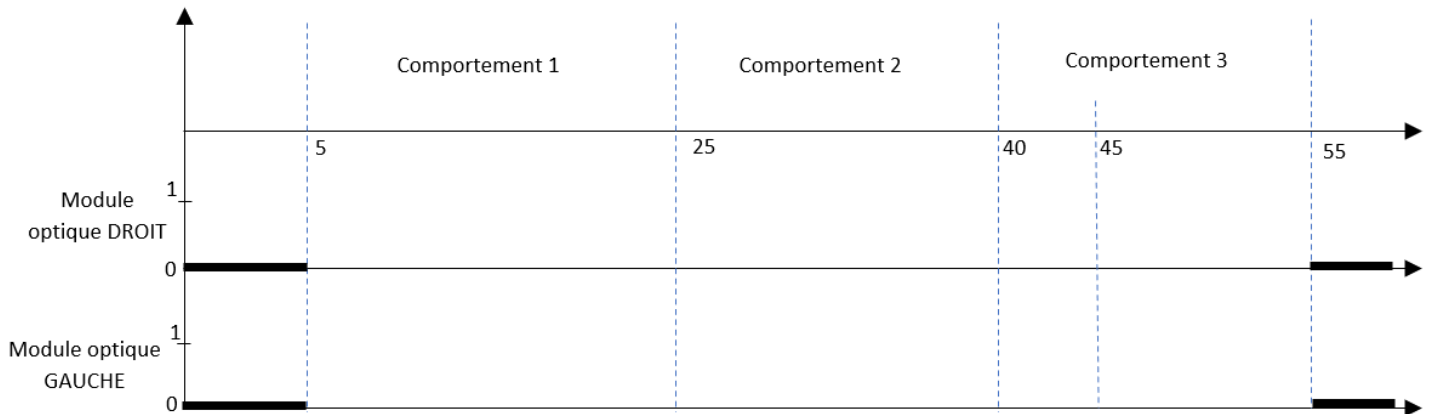 Comportement 1
Comportement 2
Comportement 3
5
25
40
45
55
Module
optique DROIT
1
0
Module optique
GAUCHE
1
0